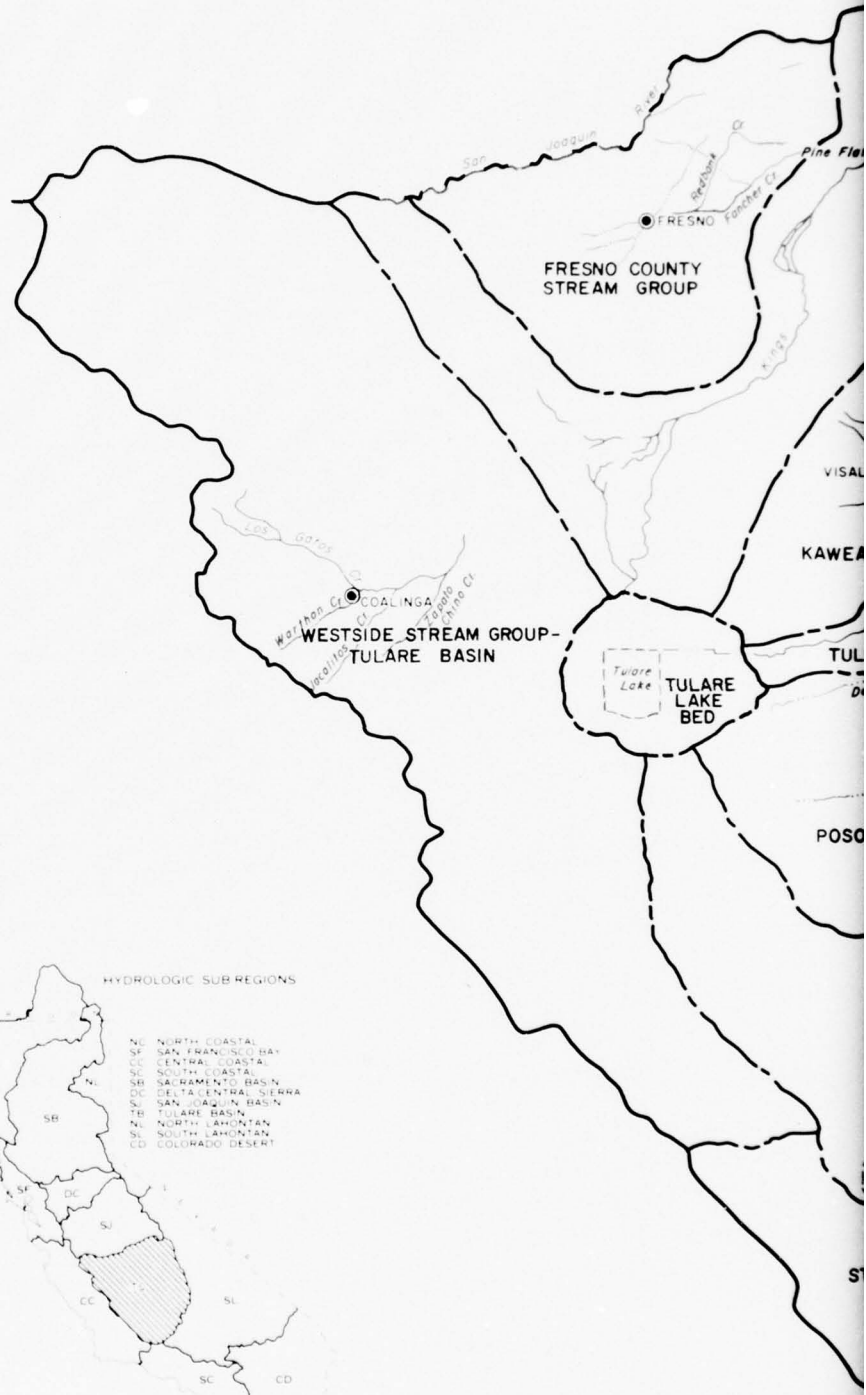 San Joaquin River
Redbank Cr.
Fancher Cr.
Pine Fla
FRESNO
FRESNO COUNTY
STREAM GROUP
Kings
VISAL
KAWEA
Los Gatos Cr.
COALINGA
Warthan Cr.
Jacalitos Cr.
Zapato
Chino Cr.
WESTSIDE STREAM GROUP-
TULARE BASIN
Tulare
Lake
TULARE
LAKE
BED
TUL
POSO
ST
HYDROLOGIC SUB REGIONS
NC NORTH COASTAL
SF SAN FRANCISCO BAY
CC CENTRAL COASTAL
SC SOUTH COASTAL
SB SACRAMENTO BASIN
DC DELTA CENTRAL SIERRA
SJ SAN JOAQUIN BASIN
TB TULARE BASIN
NL NORTH LAHONTAN
SL SOUTH LAHONTAN
CD COLORADO DESERT
NL
SB
SF
DC
SJ
CC
SL
SC
CD